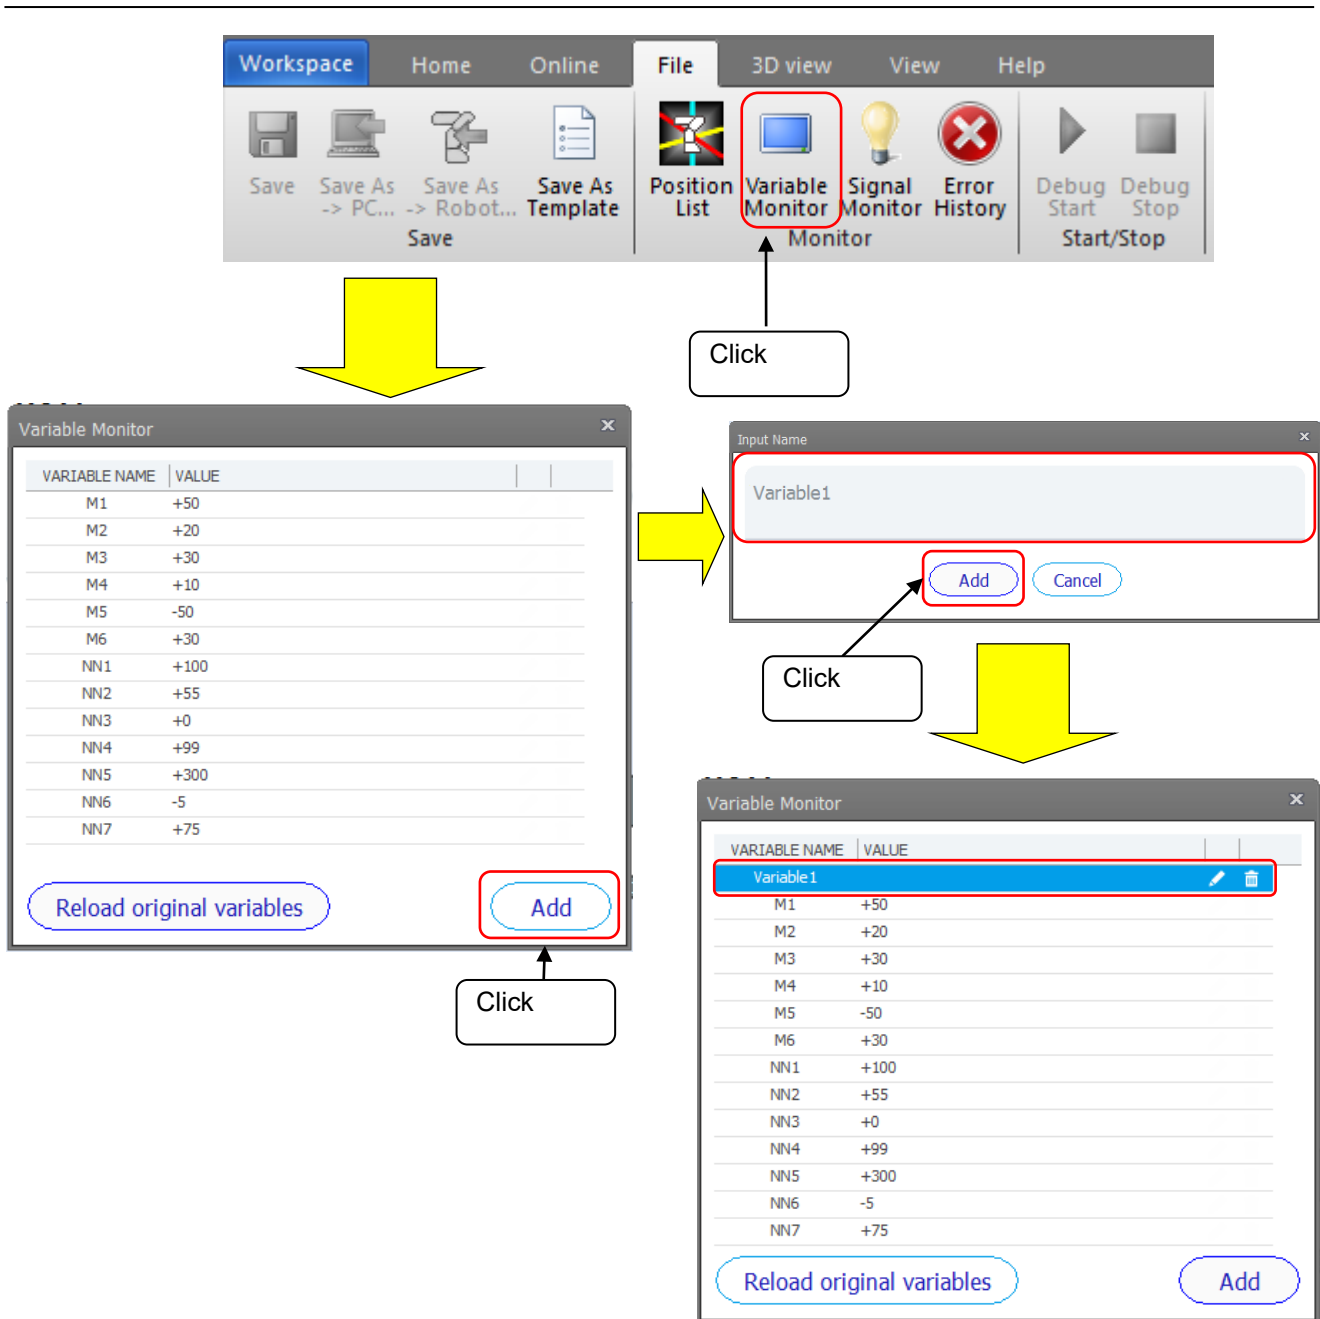 Workspace Home Online File 3D view View Help
Save Save As -> PC... Save As -> Robot... Save As Template Position List Variable Monitor Signal Monitor Error History Debug Start Debug Stop
Save Monitor Start/Stop
Click
Variable Monitor x
VARIABLE NAME VALUE
M1 +50
M2 +20
M3 +30
M4 +10
M5 -50
M6 +30
NN1 +100
NN2 +55
NN3 +0
NN4 +99
NN5 +300
NN6 -5
NN7 +75
Reload original variables Add
Click
Input Name x
Variable1
Add Cancel
Click
Variable Monitor x
VARIABLE NAME VALUE
Variable1
M1 +50
M2 +20
M3 +30
M4 +10
M5 -50
M6 +30
NN1 +100
NN2 +55
NN3 +0
NN4 +99
NN5 +300
NN6 -5
NN7 +75
Reload original variables Add